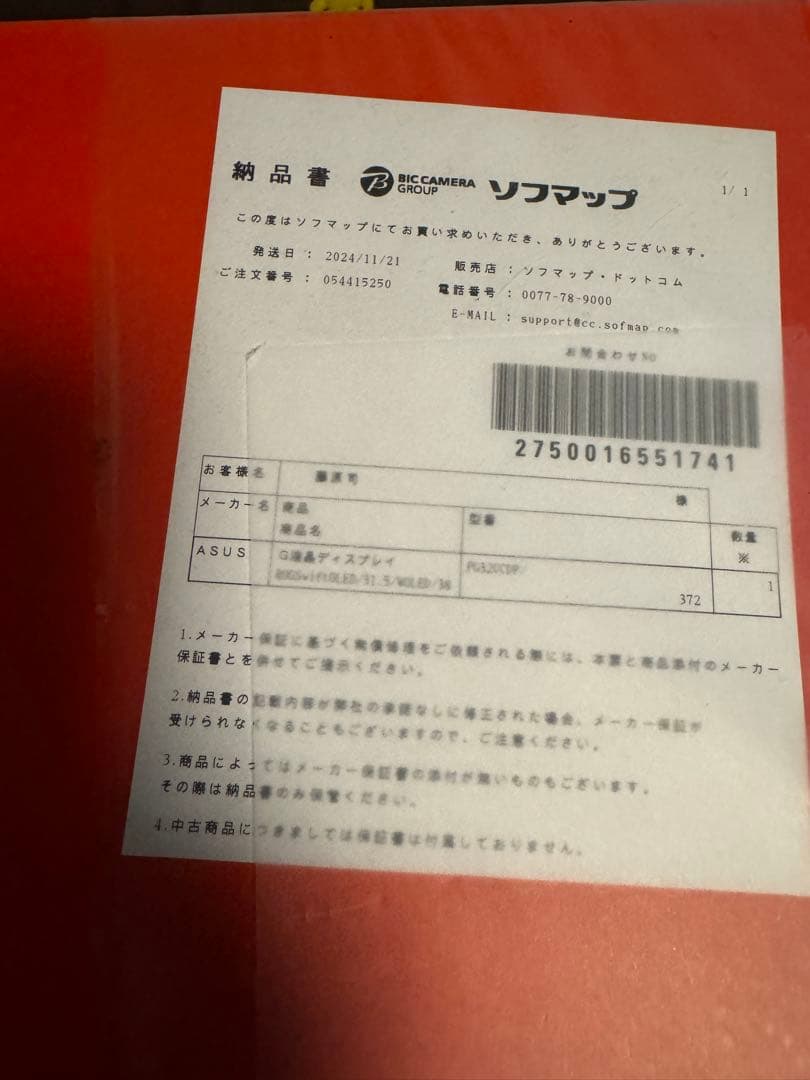 納品書 BIC CAMERA GROUP ソフマップ 1/ 1
この度はソフマップにてお買い求めいただき、ありがとうございます。
発送日 : 2024/11/21 販売店 : ソフマップ・ドットコム
ご注文番号 : 054415250 電話番号 : 0077-78-9000
E-MAIL : support@cc.sofmap.com
お問合わせNO
2750016551741
お客様名 藤原司 様
メーカー名 商品 型番 数量
商品名 ※
ASUS G液晶ディスプレイ PG32UCDP/ 1
ROGSwiftOLED/31.5/WOLED/ 372
1.メーカー保証に基づく無償修理をご依頼される際には、本票と商品添付のメーカー
保証書とを併せてご提示ください。
2.納品書の記載内容が弊社の承諾なしに修正された場合、メーカー保証が
受けられなくなることもございますので、ご注意ください。
3.商品によってはメーカー保証書の添付が無いものもございます。
その際は納品書のみ保管ください。
4.中古商品につきましては保証書は付属しておりません。